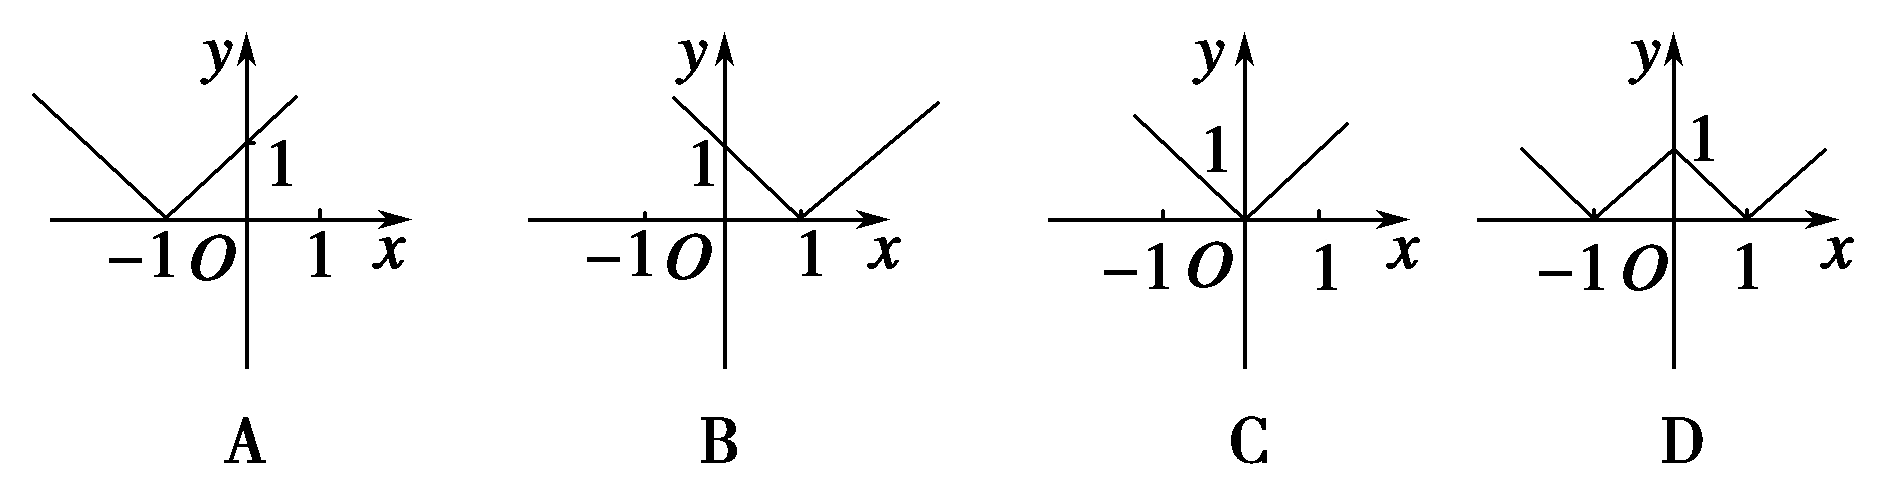 y y y y
1 1 1 1
−1 O 1 x −1 O 1 x −1 O 1 x −1 O 1 x
A B C D